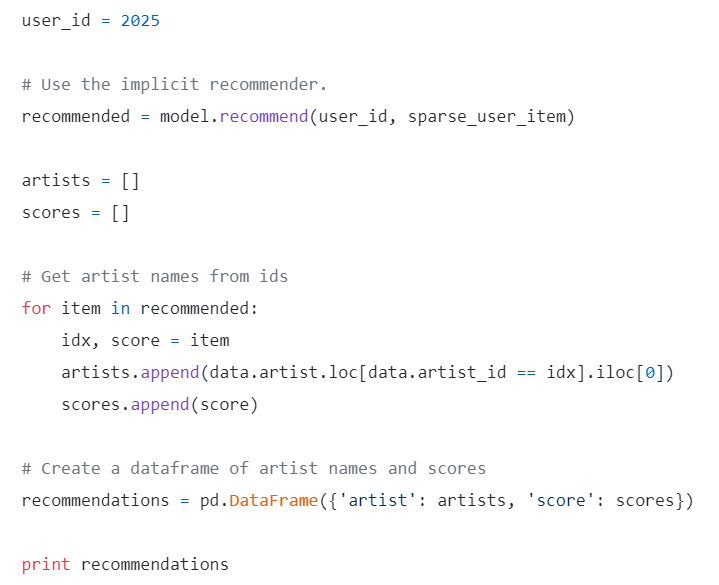 user_id = 2025
# Use the implicit recommender.
recommended = model.recommend(user_id, sparse_user_item)
artists = []
scores = []
# Get artist names from ids
for item in recommended:
    idx, score = item
    artists.append(data.artist.loc[data.artist_id == idx].iloc[0])
    scores.append(score)
# Create a dataframe of artist names and scores
recommendations = pd.DataFrame({'artist': artists, 'score': scores})
print recommendations